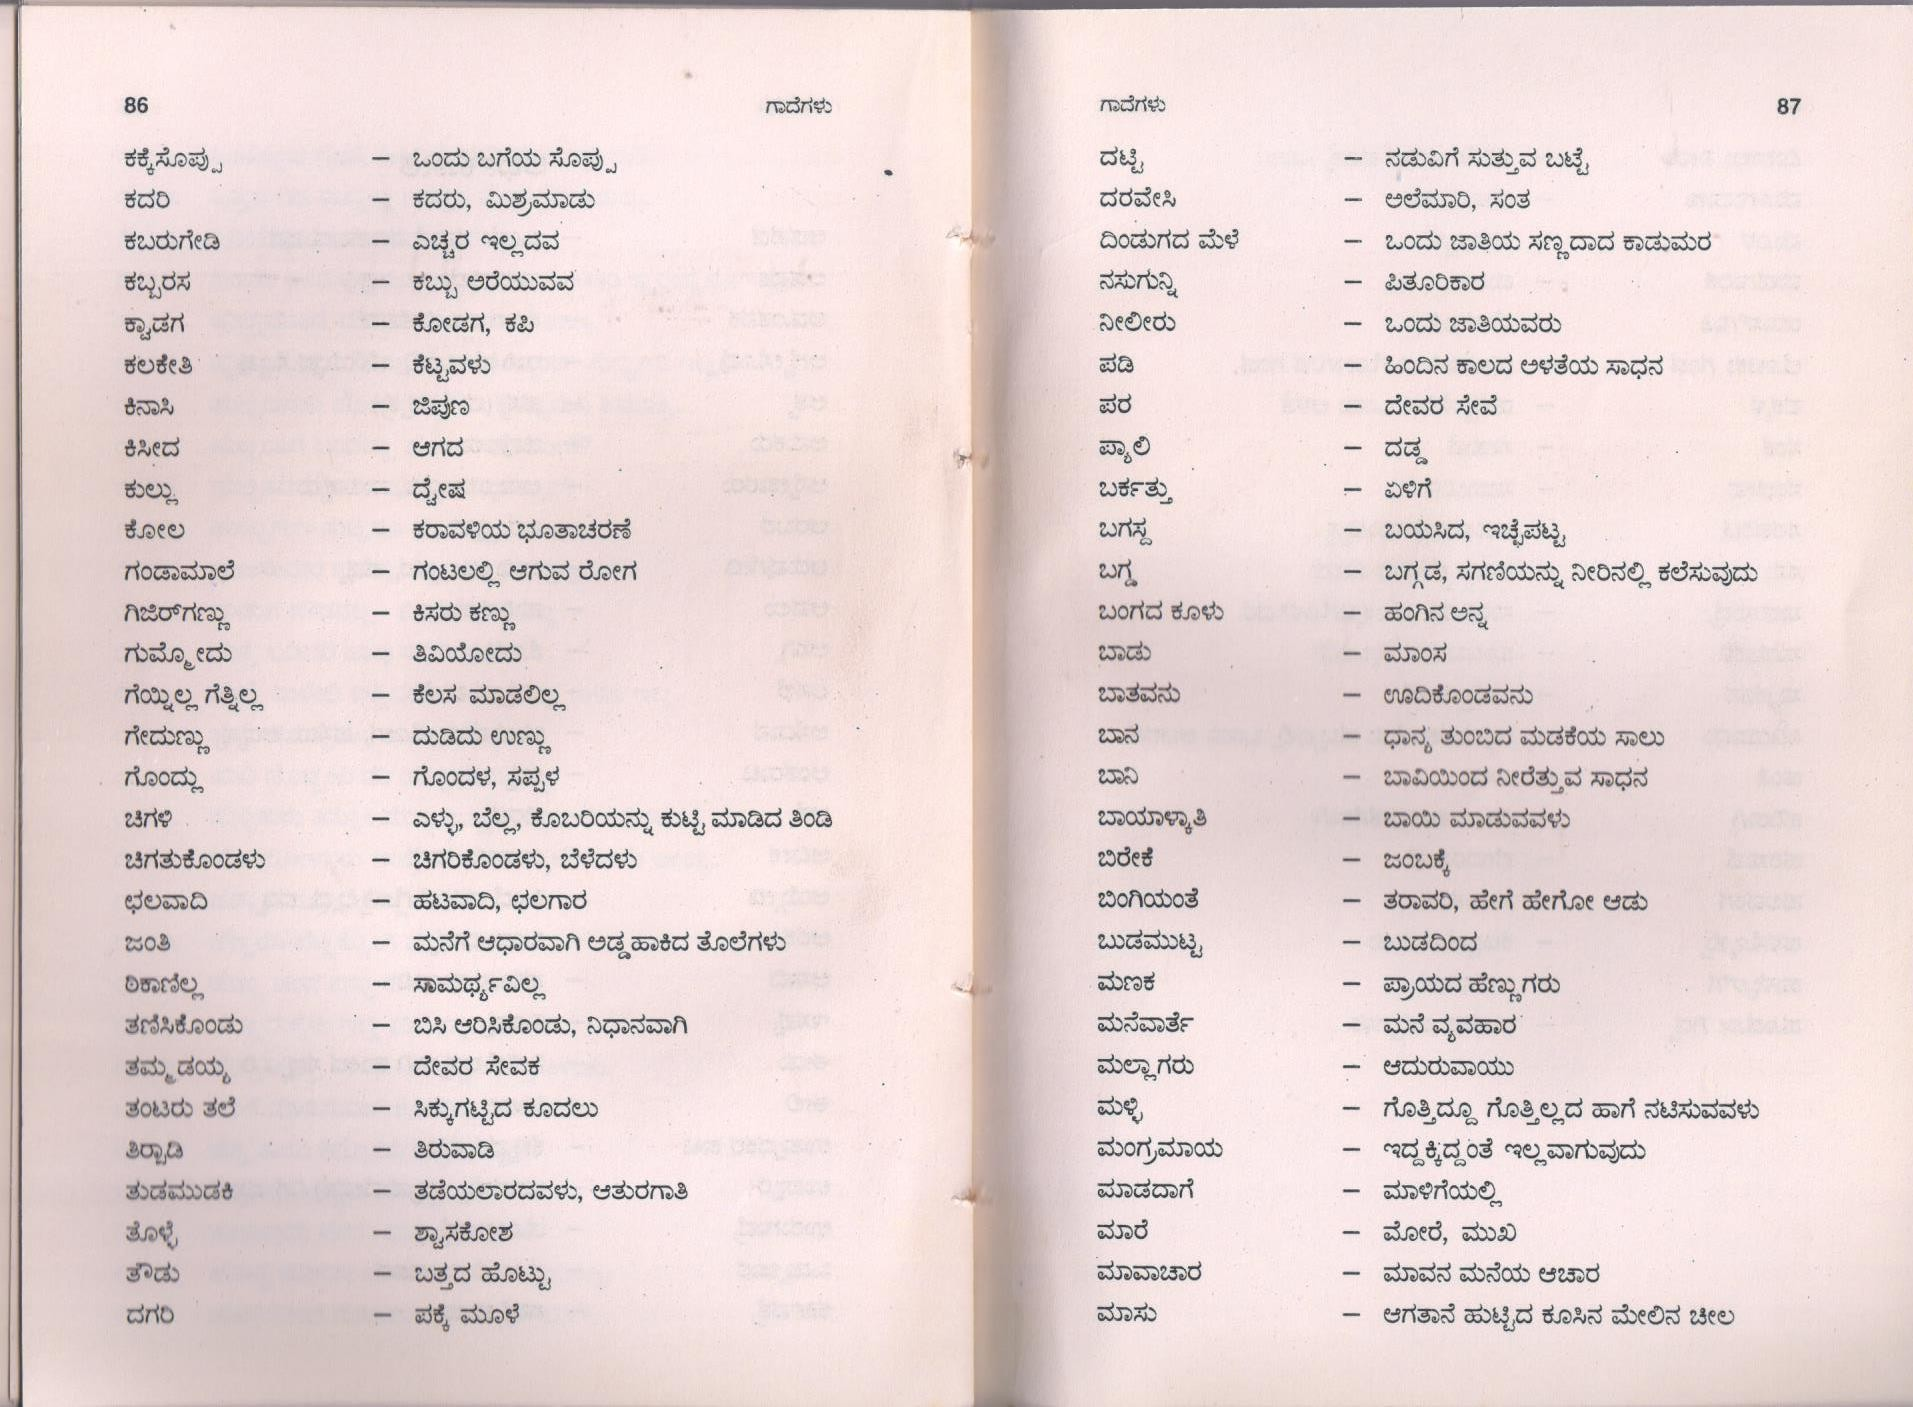 86 ಗಾದೆಗಳು
ಕಕ್ಕೆಸೊಪ್ಪು – ಒಂದು ಬಗೆಯ ಸೊಪ್ಪು
ಕದರಿ – ಕದರು, ಮಿಶ್ರಮಾಡು
ಕಬರುಗೇಡಿ – ಎಚ್ಚರ ಇಲ್ಲದವ
ಕಬ್ಬರಸ – ಕಬ್ಬು ಅರೆಯುವವ
ಕ್ವಾಡಗ – ಕೋಡಗ, ಕಪಿ
ಕಲಕೇತಿ – ಕೆಟ್ಟವಳು
ಕಿನಾಸಿ – ಜಿಪುಣ
ಕಿಸೀದ – ಆಗದ
ಕುಲ್ಲು – ದ್ವೇಷ
ಕೋಲ – ಕರಾವಳಿಯ ಭೂತಾಚರಣೆ
ಗಂಡಾಮಾಲೆ – ಗಂಟಲಲ್ಲಿ ಆಗುವ ರೋಗ
ಗಿಜಿರ್‌ಗಣ್ಣು – ಕಿಸರು ಕಣ್ಣು
ಗುಮ್ಮೋದು – ತಿವಿಯೋದು
ಗೆಯ್ನಿಲ್ಲ ಗೆತ್ನಿಲ್ಲ – ಕೆಲಸ ಮಾಡಲಿಲ್ಲ
ಗೇದುಣ್ಣು – ದುಡಿದು ಉಣ್ಣು
ಗೊಂದ್ಲು – ಗೊಂದಳ, ಸಪ್ಪಳ
ಚಿಗಳಿ – ಎಳ್ಳು, ಬೆಲ್ಲ, ಕೊಬರಿಯನ್ನು ಕುಟ್ಟಿ ಮಾಡಿದ ತಿಂಡಿ
ಚಿಗತುಕೊಂಡಳು – ಚಿಗರಿಕೊಂಡಳು, ಬೆಳೆದಳು
ಛಲವಾದಿ – ಹಟವಾದಿ, ಛಲಗಾರ
ಜಂತಿ – ಮನೆಗೆ ಆಧಾರವಾಗಿ ಅಡ್ಡಹಾಕಿದ ತೊಲೆಗಳು
ಠಿಕಾಣಿಲ್ಲ – ಸಾಮರ್ಥ್ಯವಿಲ್ಲ
ತಣಿಸಿಕೊಂಡು – ಬಿಸಿ ಆರಿಸಿಕೊಂಡು, ನಿಧಾನವಾಗಿ
ತಮ್ಮಡಯ್ಯ – ದೇವರ ಸೇವಕ
ತಂಟರು ತಲೆ – ಸಿಕ್ಕುಗಟ್ಟಿದ ಕೂದಲು
ತಿರ‍್ವಾಡಿ – ತಿರುವಾಡಿ
ತುಡಮುಡಕಿ – ತಡೆಯಲಾರದವಳು, ಆತುರಗಾತಿ
ತೊಳ್ಳೆ – ಶ್ವಾಸಕೋಶ
ತೌಡು – ಬತ್ತದ ಹೊಟ್ಟು
ದಗರಿ – ಪಕ್ಕೆ ಮೂಳೆ
ಗಾದೆಗಳು 87
ದಟ್ಟಿ – ನಡುವಿಗೆ ಸುತ್ತುವ ಬಟ್ಟೆ
ದರವೇಸಿ – ಅಲೆಮಾರಿ, ಸಂತ
ದಿಂಡುಗದ ಮೆಳೆ – ಒಂದು ಜಾತಿಯ ಸಣ್ಣದಾದ ಕಾಡುಮರ
ನಸುಗುನ್ನಿ – ಪಿತೂರಿಕಾರ
ನೀಲೀರು – ಒಂದು ಜಾತಿಯವರು
ಪಡಿ – ಹಿಂದಿನ ಕಾಲದ ಅಳತೆಯ ಸಾಧನ
ಪರ – ದೇವರ ಸೇವೆ
ಪ್ಯಾಲಿ – ದಡ್ಡ
ಬರ್ಕತ್ತು – ಏಳಿಗೆ
ಬಗಸ್ದ – ಬಯಸಿದ, ಇಚ್ಛೆಪಟ್ಟ
ಬಗ್ಡ – ಬಗ್ಗಡ, ಸಗಣಿಯನ್ನು ನೀರಿನಲ್ಲಿ ಕಲೆಸುವುದು
ಬಂಗದ ಕೂಳು – ಹಂಗಿನ ಅನ್ನ
ಬಾಡು – ಮಾಂಸ
ಬಾತವನು – ಊದಿಕೊಂಡವನು
ಬಾನ – ಧಾನ್ಯ ತುಂಬಿದ ಮಡಕೆಯ ಸಾಲು
ಬಾನಿ – ಬಾವಿಯಿಂದ ನೀರೆತ್ತುವ ಸಾಧನ
ಬಾಯಾಳ್ಕಾತಿ – ಬಾಯಿ ಮಾಡುವವಳು
ಬಿರೇಕೆ – ಜಂಬಕ್ಕೆ
ಬಿಂಗಿಯಂತೆ – ತರಾವರಿ, ಹೇಗೆ ಹೇಗೋ ಆಡು
ಬುಡಮುಟ್ಟ – ಬುಡದಿಂದ
ಮಣಕ – ಪ್ರಾಯದ ಹೆಣ್ಣುಗರು
ಮನೆವಾರ್ತೆ – ಮನೆ ವ್ಯವಹಾರ
ಮಲ್ಲಾಗರು – ಆದುರುವಾಯು
ಮಳ್ಳಿ – ಗೊತ್ತಿದ್ದೂ ಗೊತ್ತಿಲ್ಲದ ಹಾಗೆ ನಟಿಸುವವಳು
ಮಂಗ್ರಮಾಯ – ಇದ್ದಕ್ಕಿದ್ದಂತೆ ಇಲ್ಲವಾಗುವುದು
ಮಾಡದಾಗೆ – ಮಾಳಿಗೆಯಲ್ಲಿ
ಮಾರೆ – ಮೋರೆ, ಮುಖ
ಮಾವಾಚಾರ – ಮಾವನ ಮನೆಯ ಆಚಾರ
ಮಾಸು – ಆಗತಾನೆ ಹುಟ್ಟಿದ ಕೂಸಿನ ಮೇಲಿನ ಚೀಲ